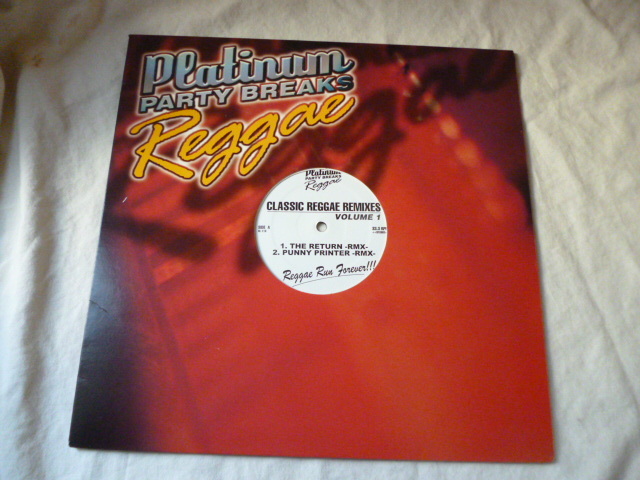 Platinum
PARTY BREAKS
Reggae
Platinum
PARTY BREAKS
Reggae
CLASSIC REGGAE REMIXES
VOLUME 1
SIDE A
1. THE RETURN -RMX-
2. PUNNY PRINTER -RMX-
Reggae Run Forever!!!